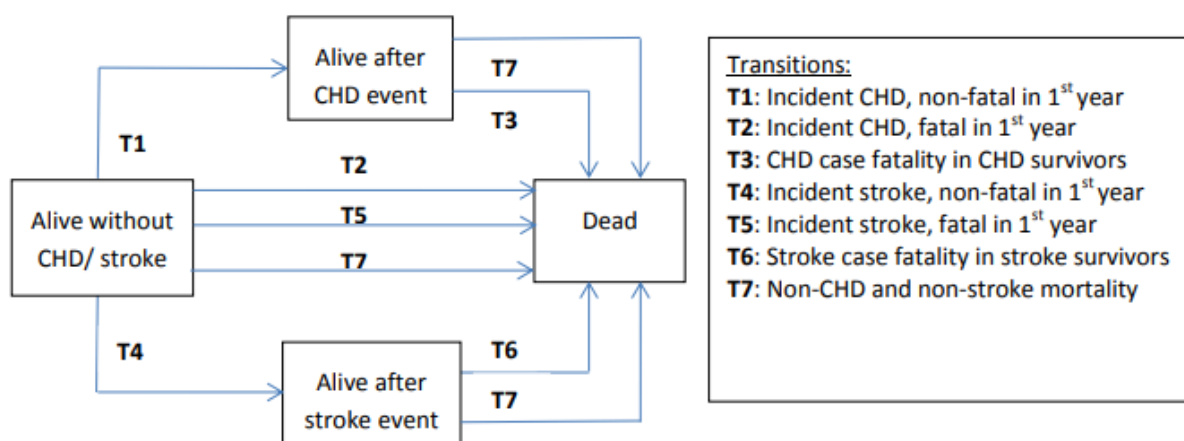 Alive after
CHD event
T7
T3
T1
T2
Alive without
CHD/ stroke
T5
T7
Dead
T4
Alive after
stroke event
T6
T7
Transitions:
T1: Incident CHD, non-fatal in 1st year
T2: Incident CHD, fatal in 1st year
T3: CHD case fatality in CHD survivors
T4: Incident stroke, non-fatal in 1st year
T5: Incident stroke, fatal in 1st year
T6: Stroke case fatality in stroke survivors
T7: Non-CHD and non-stroke mortality